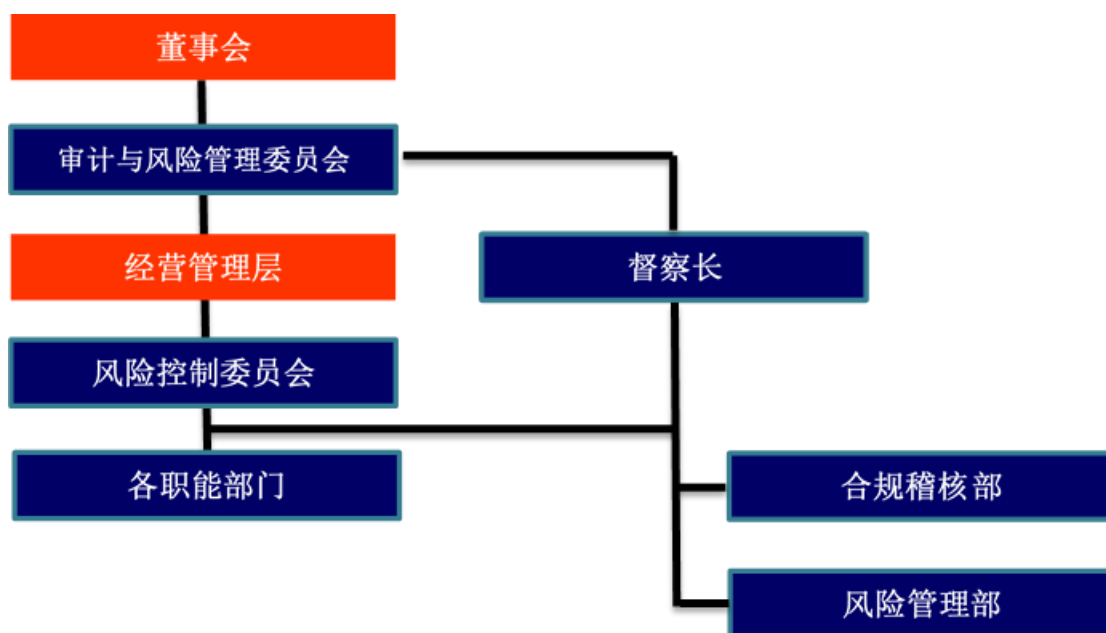 董事会
审计与风险管理委员会
经营管理层
督察长
风险控制委员会
各职能部门
合规稽核部
风险管理部